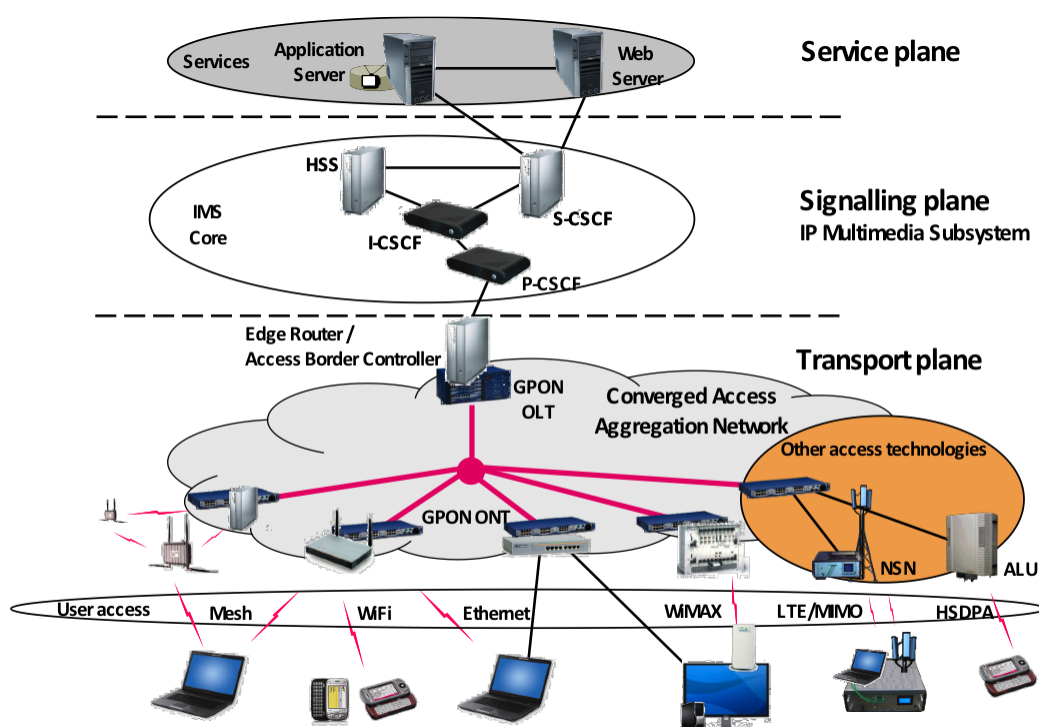 Service plane
Services
Application
Server
Web
Server
HSS
IMS
Core
I-CSCF
S-CSCF
P-CSCF
Signalling plane
IP Multimedia Subsystem
Edge Router /
Access Border Controller
Transport plane
GPON
OLT
Converged Access
Aggregation Network
Other access technologies
GPON ONT
NSN
ALU
User access
Mesh
WiFi
Ethernet
WiMAX
LTE/MIMO
HSDPA